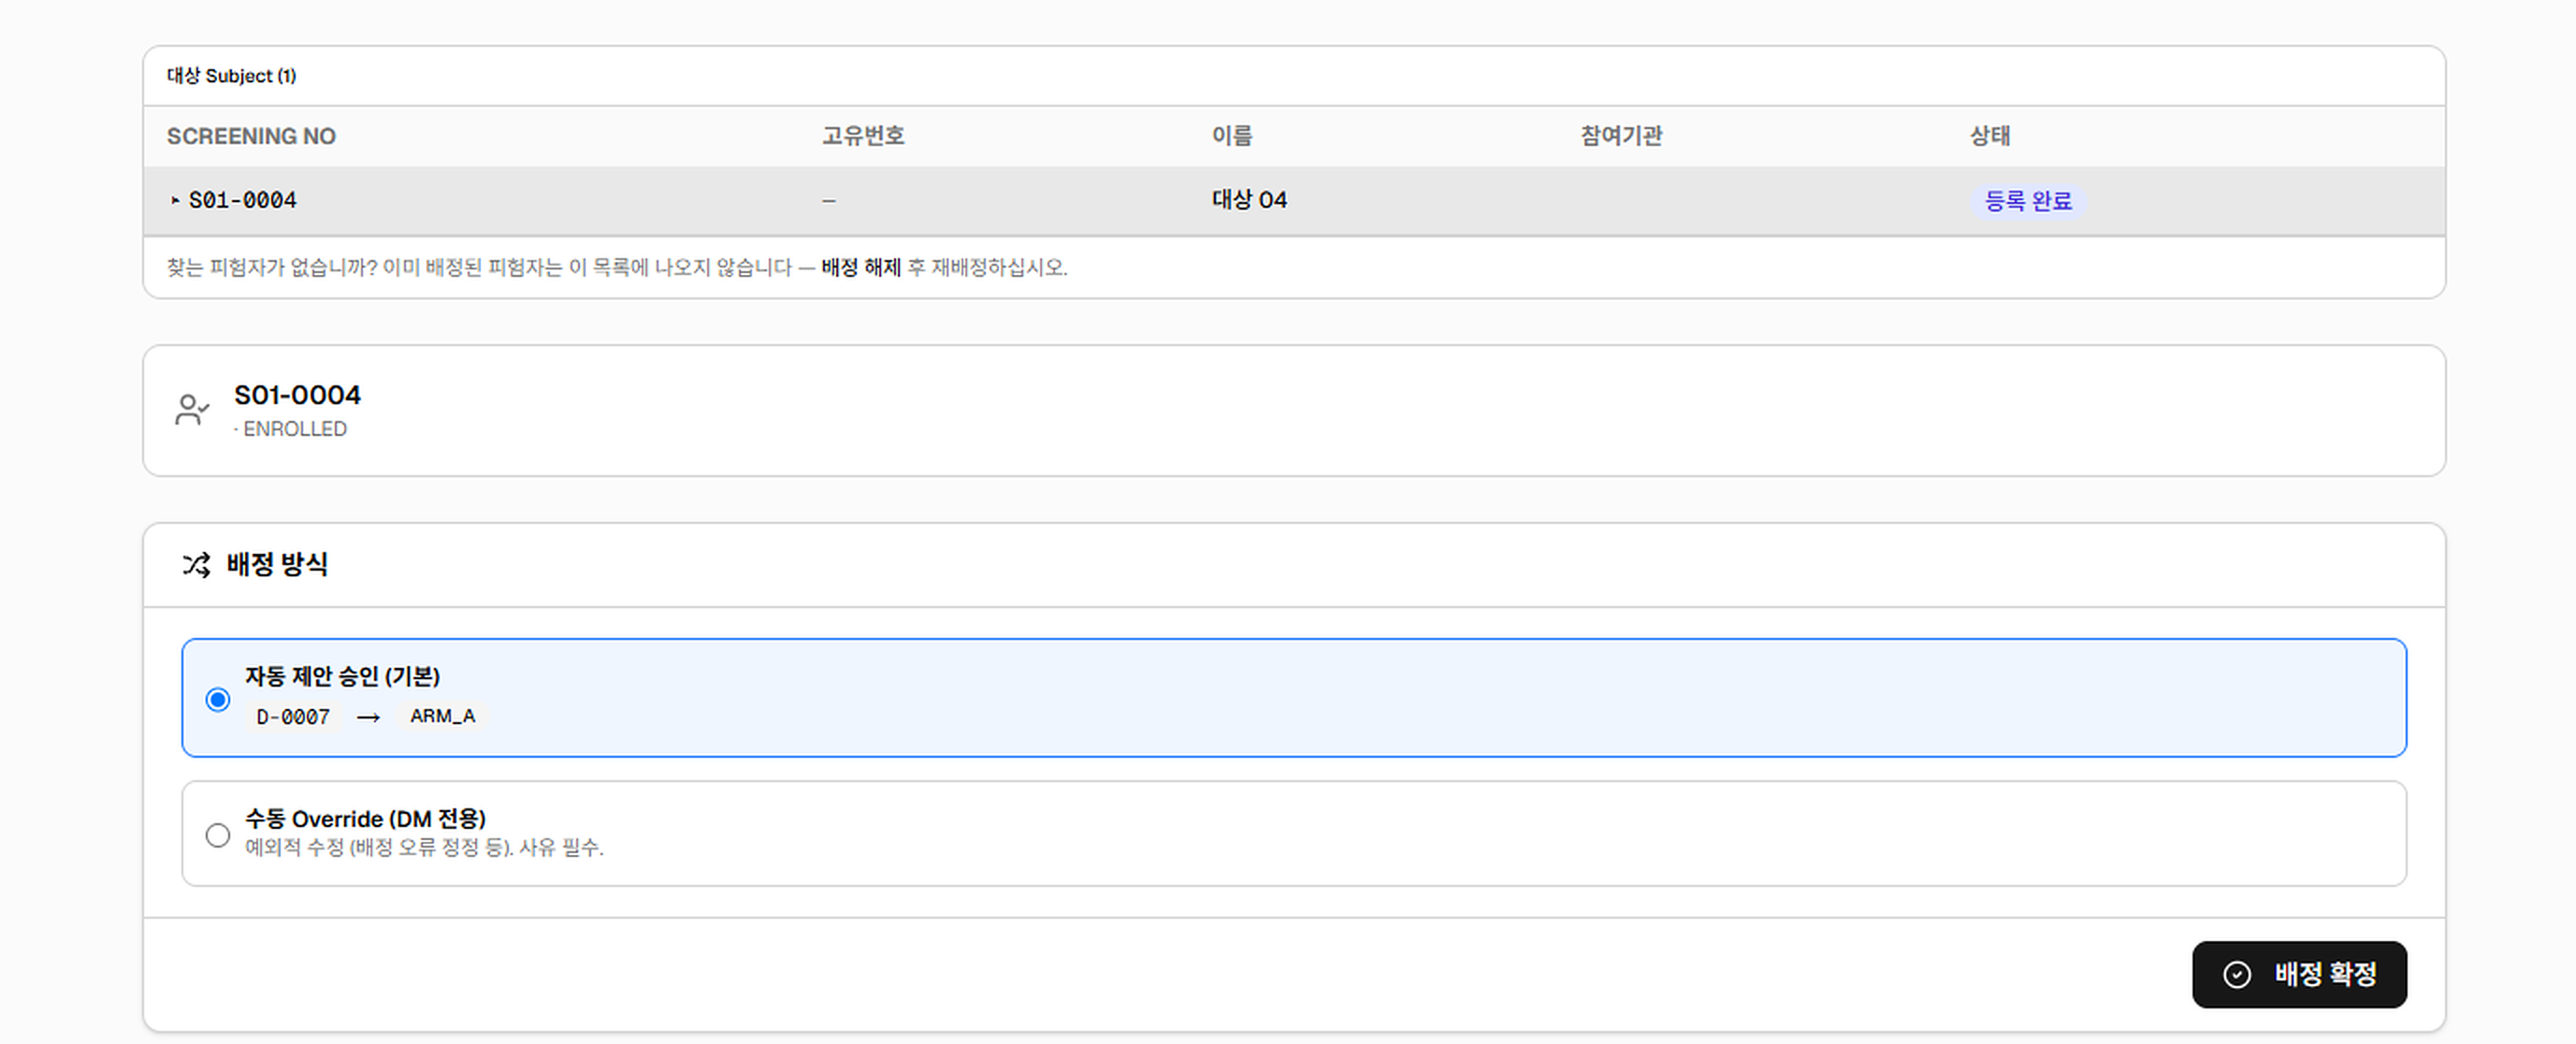 대상 Subject (1)
SCREENING NO 고유번호 이름 참여기관 상태
▸ S01-0004 – 대상 04 등록 완료
찾는 피험자가 없습니까? 이미 배정된 피험자는 이 목록에 나오지 않습니다 — 배정 해제 후 재배정하십시오.
S01-0004
· ENROLLED
배정 방식
자동 제안 승인 (기본)
D-0007 → ARM_A
수동 Override (DM 전용)
예외적 수정 (배정 오류 정정 등). 사유 필수.
배정 확정